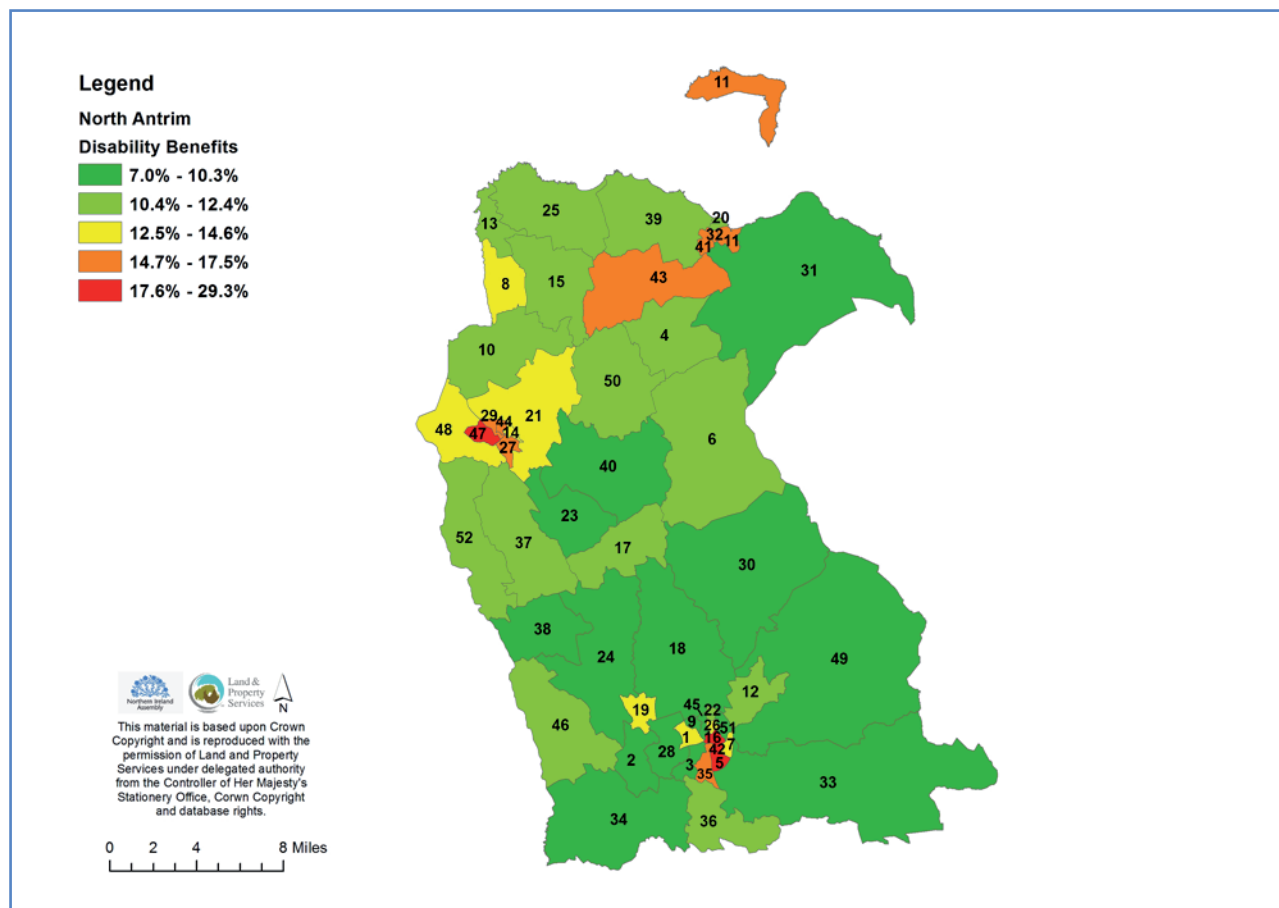 Legend
North Antrim
Disability Benefits
7.0% - 10.3%
10.4% - 12.4%
12.5% - 14.6%
14.7% - 17.5%
17.6% - 29.3%
11
25
39
20
13
32
41
11
31
43
8
15
4
10
50
29
44
21
48
47
14
27
6
40
23
52
37
17
30
38
24
18
49
12
45
22
19
9
26
51
46
1
16
7
42
28
2
3
5
35
33
34
36
Northern Ireland
Assembly
Land &
Property
Services
N
This material is based upon Crown
Copyright and is reproduced with the
permission of Land and Property
Services under delegated authority
from the Controller of Her Majesty's
Stationery Office, Corwn Copyright
and database rights.
0 2 4 8 Miles